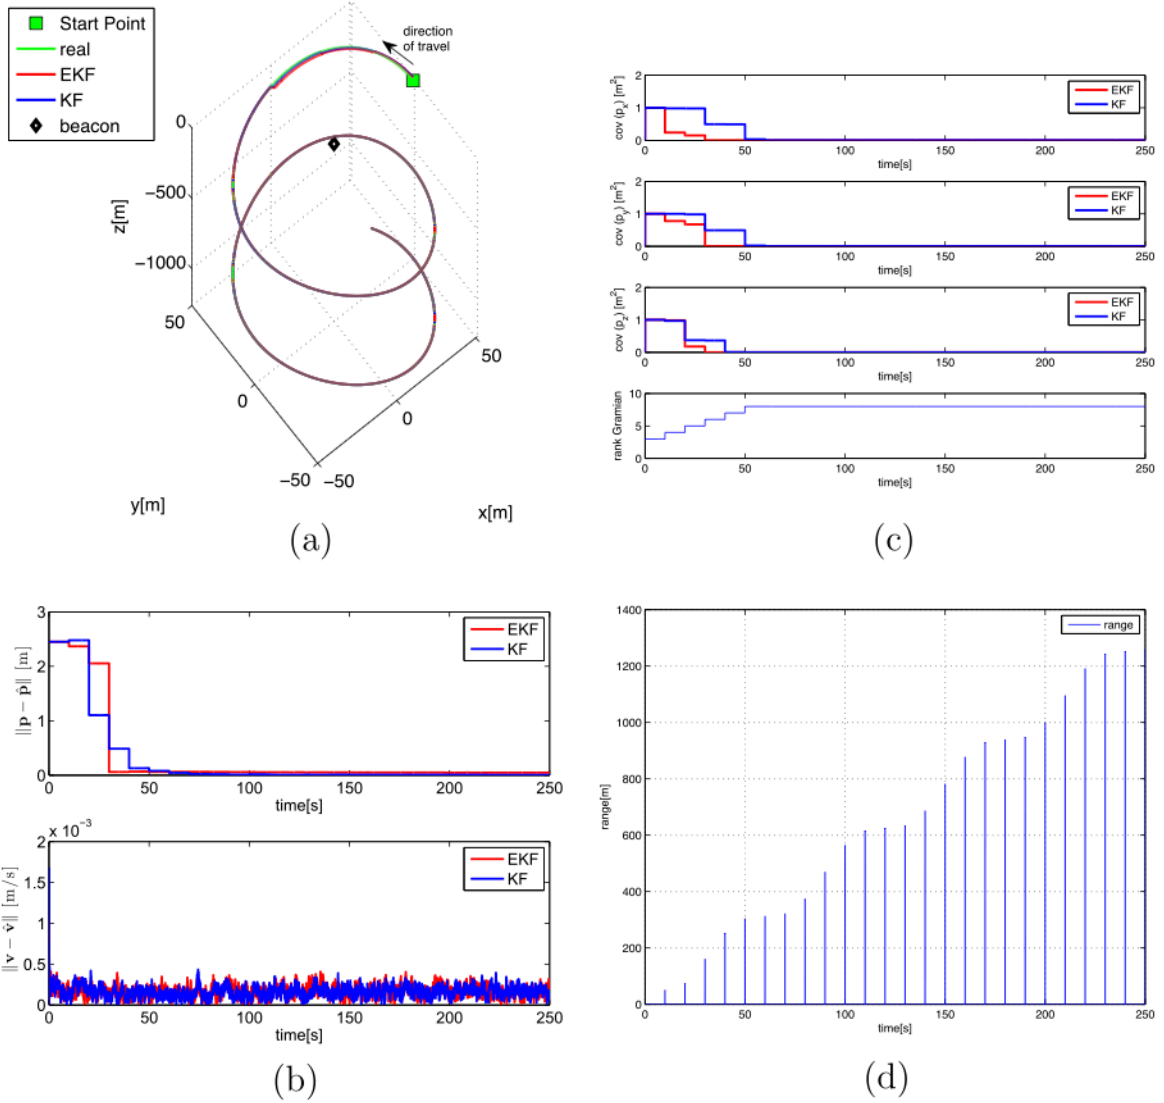 Start Point
real
EKF
KF
beacon
direction
of travel
0
−500
−1000
z[m]
50
0
−50
y[m]
−50
0
50
x[m]
(a)
cov (pₓ) [m²]
2
1
0
EKF
KF
0 50 100 150 200 250
time[s]
cov (p_y) [m²]
2
1
0
EKF
KF
0 50 100 150 200 250
time[s]
cov (p_z) [m²]
2
1
0
EKF
KF
0 50 100 150 200 250
time[s]
rank Gramian
10
5
0
0 50 100 150 200 250
time[s]
(c)
‖p − p̂‖ [m]
3
2
1
0
EKF
KF
0 50 100 150 200 250
time[s]
x 10⁻³
‖v − v̂‖ [m/s]
2
1
0.5
0
EKF
KF
0 50 100 150 200 250
time[s]
(b)
range[m]
1400
1200
1000
800
600
400
200
0
range
0 50 100 150 200 250
time[s]
(d)